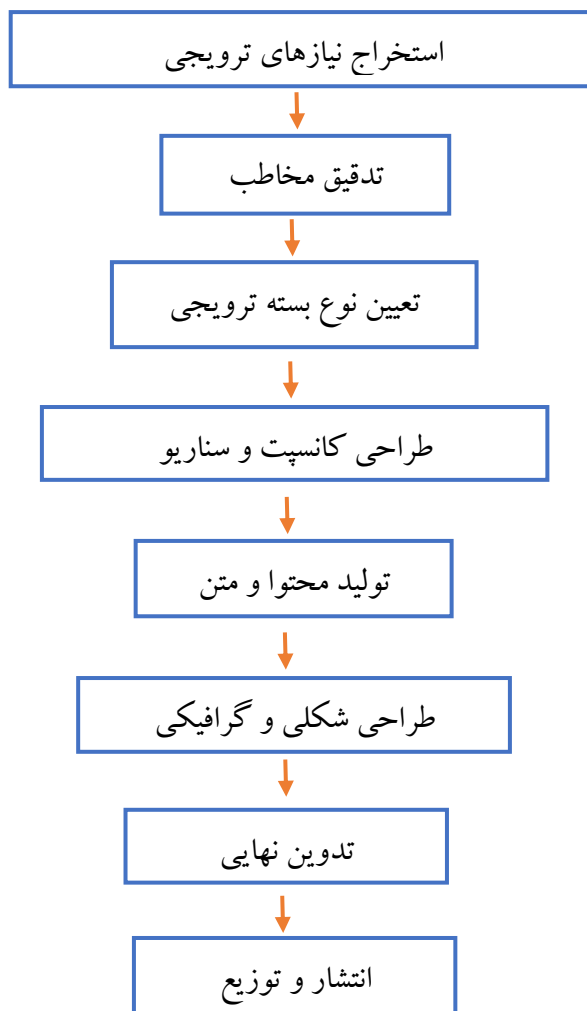 استخراج نیازهای ترویجی
تدقیق مخاطب
تعیین نوع بسته ترویجی
طراحی کانسپت و سناریو
تولید محتوا و متن
طراحی شکلی و گرافیکی
تدوین نهایی
انتشار و توزیع